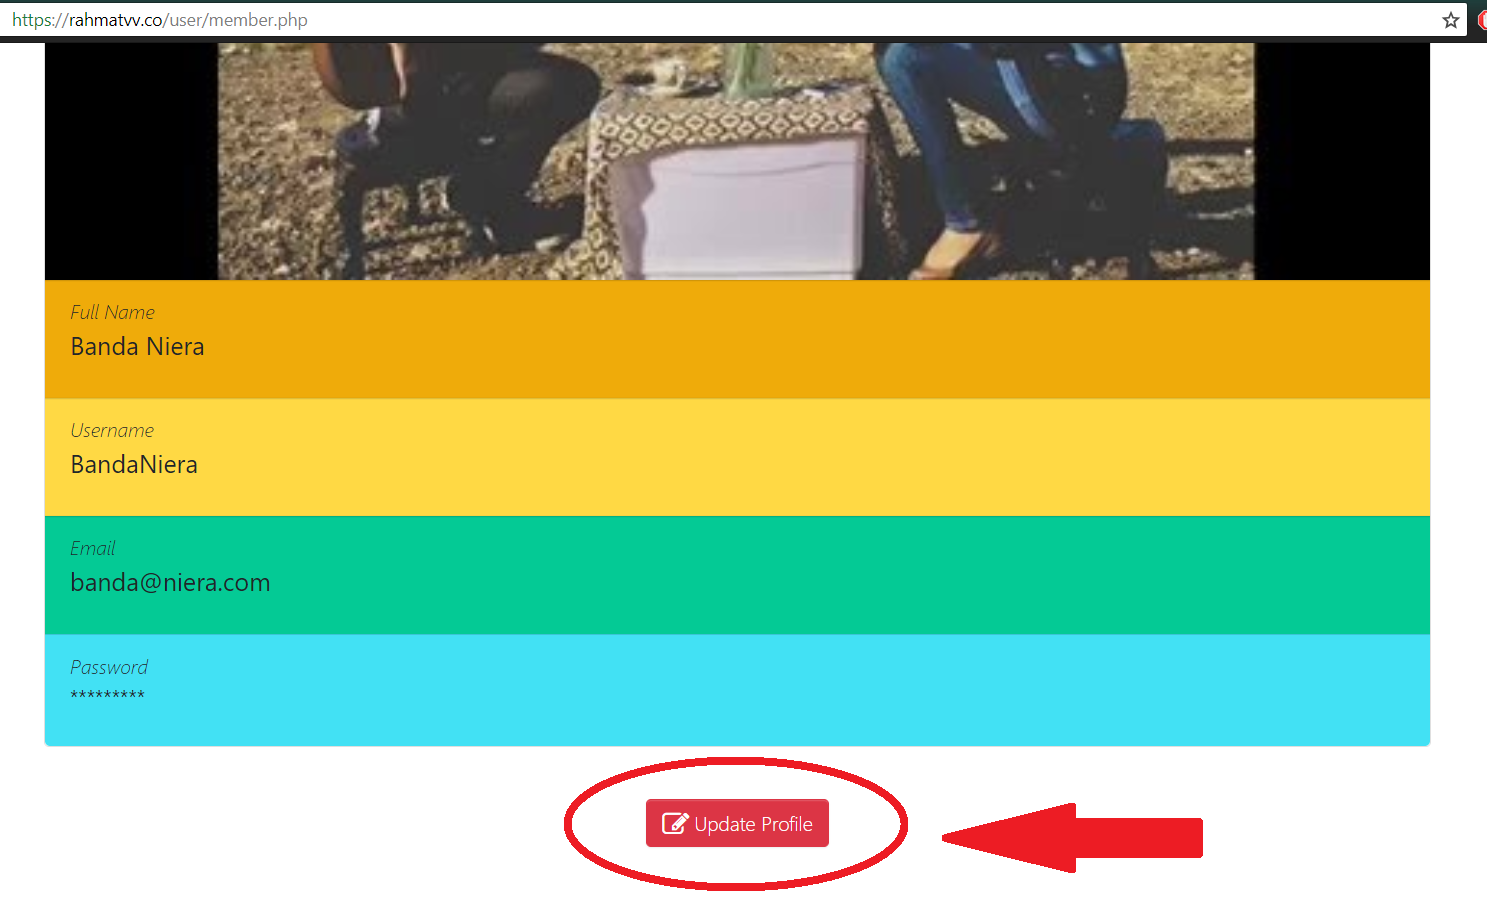 https://rahmatvv.co/user/member.php
Full Name
Banda Niera
Username
BandaNiera
Email
banda@niera.com
Password
*********
Update Profile